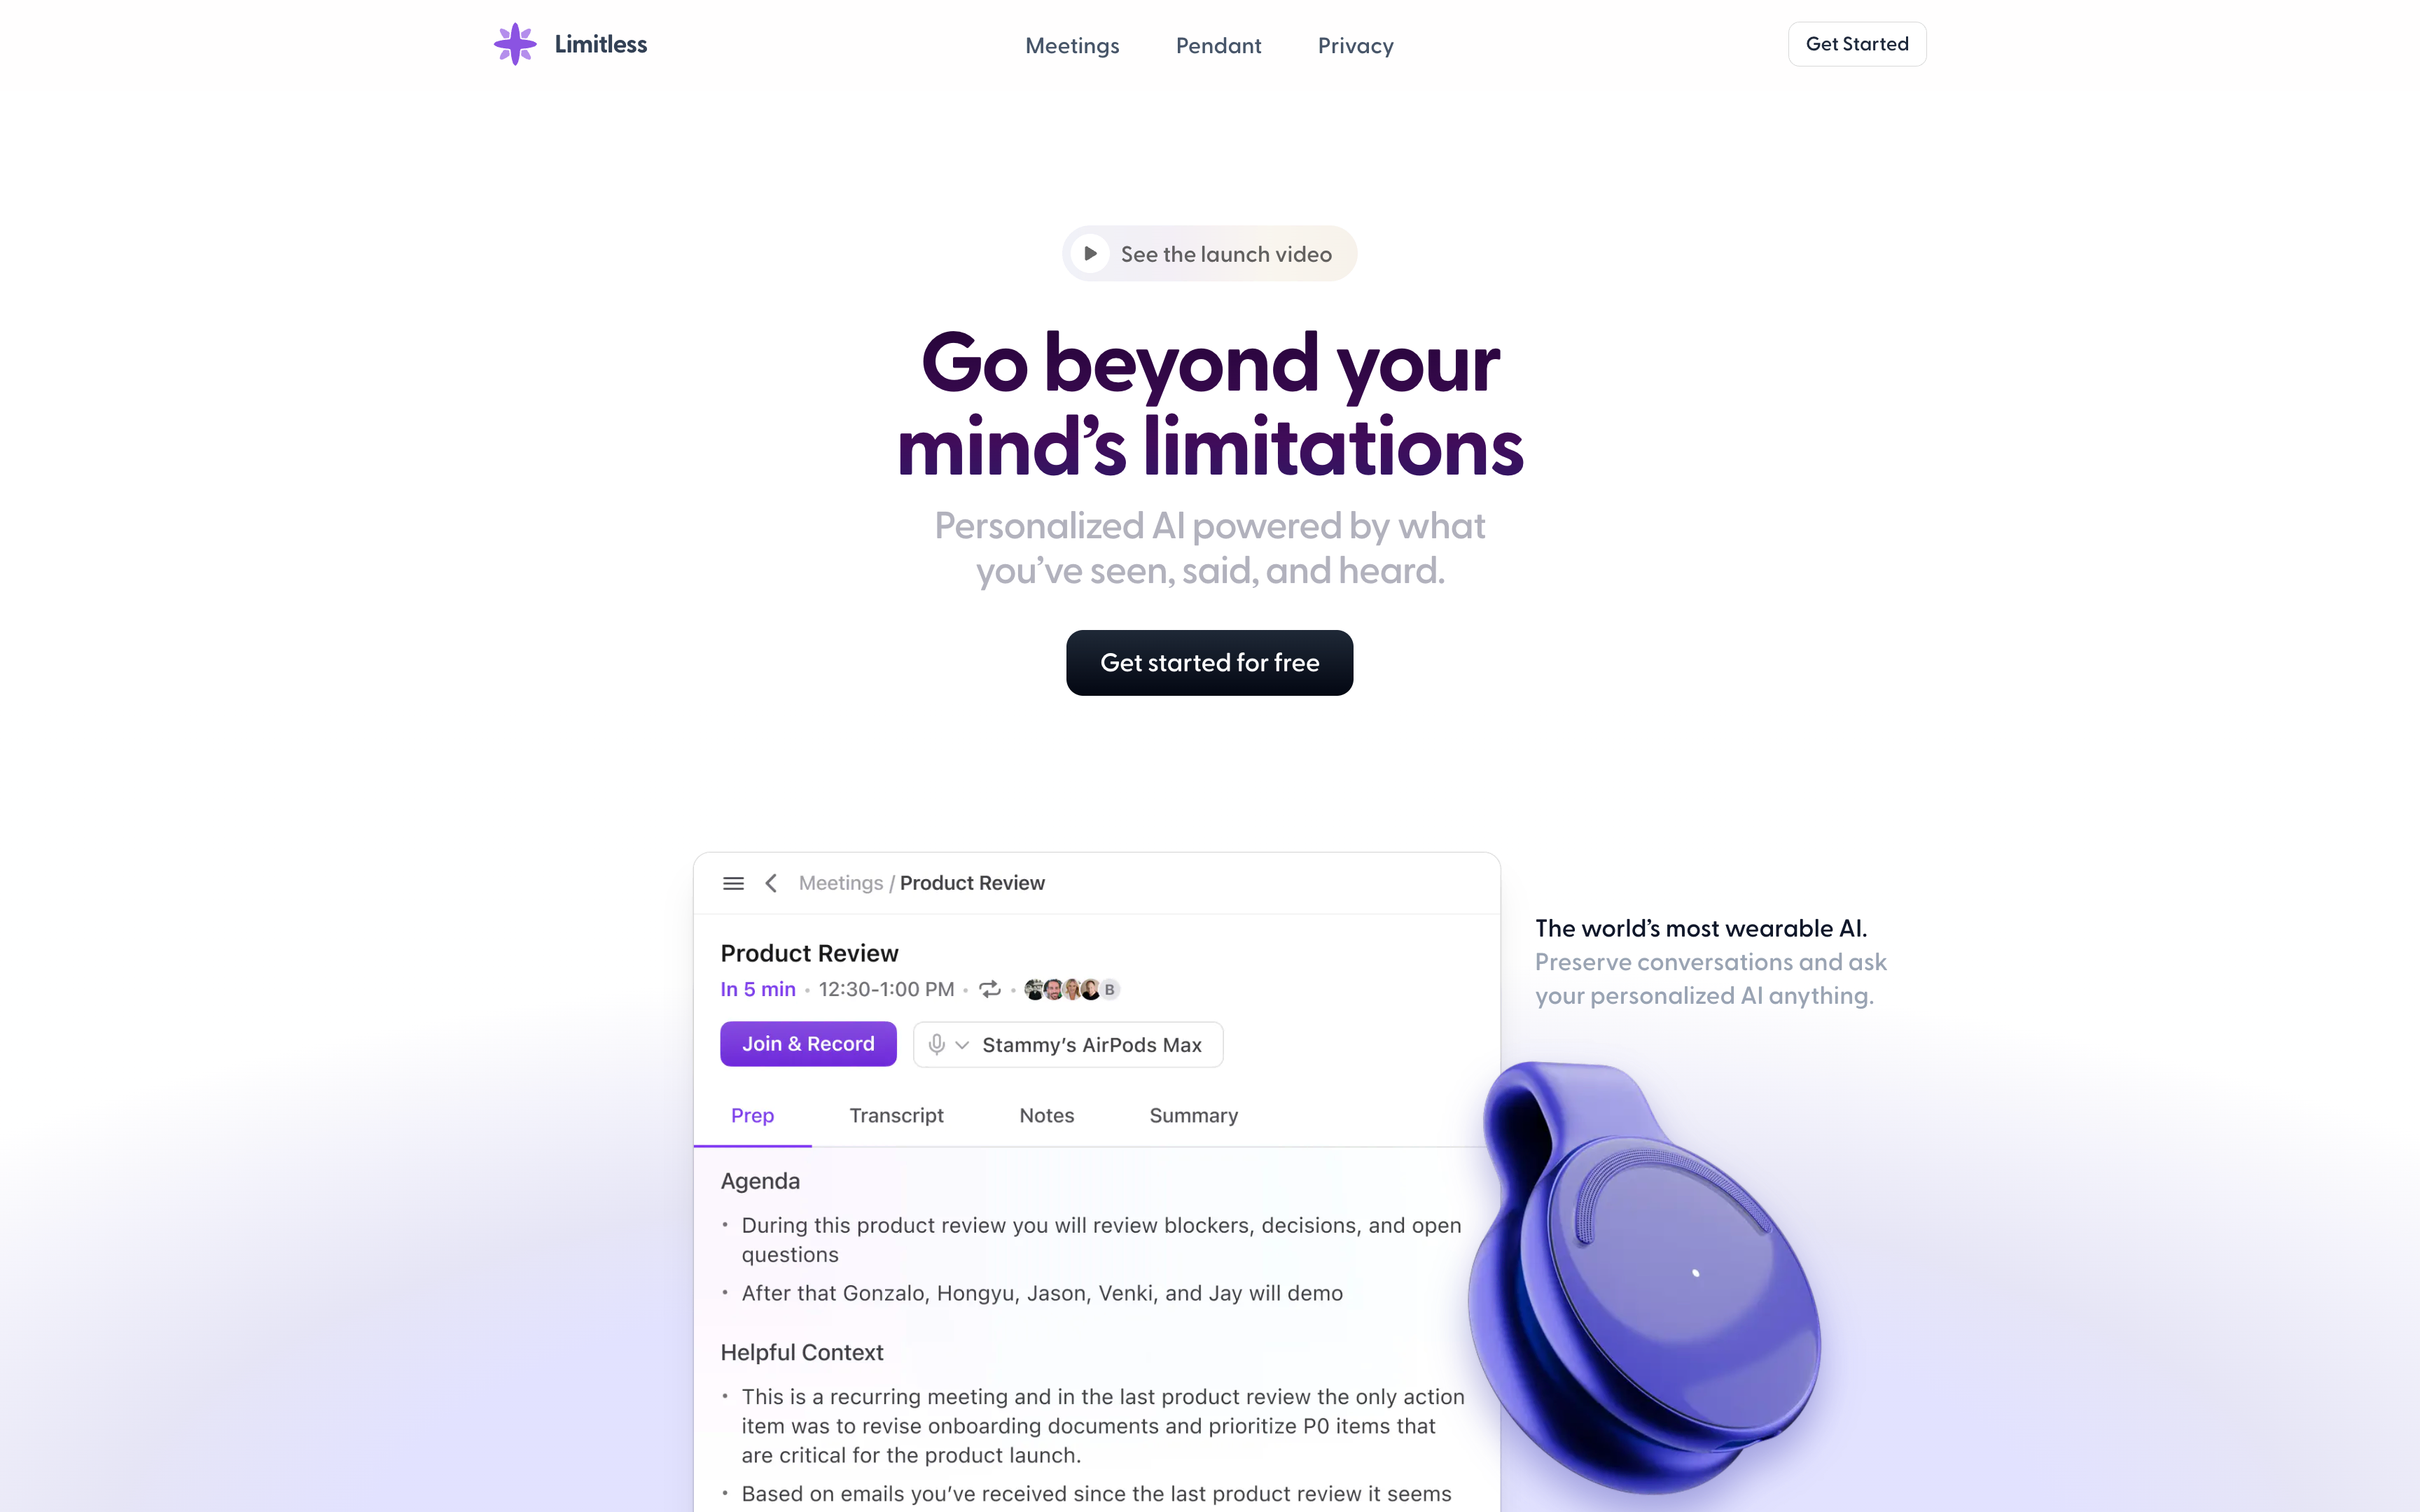 Limitless
Meetings
Pendant
Privacy
Get Started
See the launch video
Go beyond your
mind’s limitations
Personalized AI powered by what
you’ve seen, said, and heard.
Get started for free
Meetings / Product Review
Product Review
In 5 min • 12:30-1:00 PM • • B
Join & Record
Stammy’s AirPods Max
Prep
Transcript
Notes
Summary
Agenda
• During this product review you will review blockers, decisions, and open
questions
• After that Gonzalo, Hongyu, Jason, Venki, and Jay will demo
Helpful Context
• This is a recurring meeting and in the last product review the only action
item was to revise onboarding documents and prioritize P0 items that
are critical for the product launch.
• Based on emails you’ve received since the last product review it seems
The world’s most wearable AI.
Preserve conversations and ask
your personalized AI anything.